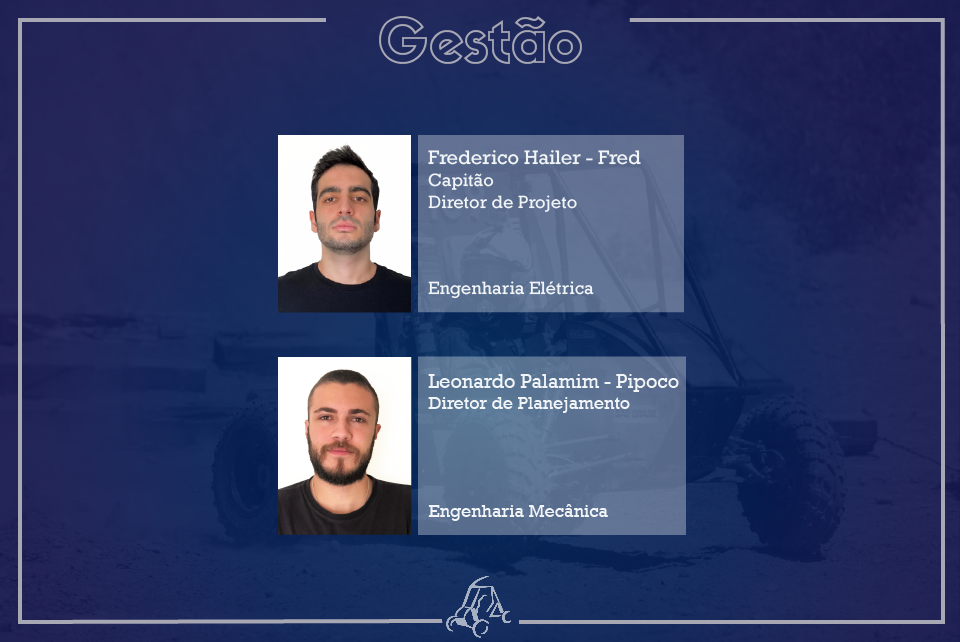 Gestão
Frederico Hailer - Fred
Capitão
Diretor de Projeto
Engenharia Elétrica
Leonardo Palamim - Pipoco
Diretor de Planejamento
Engenharia Mecânica